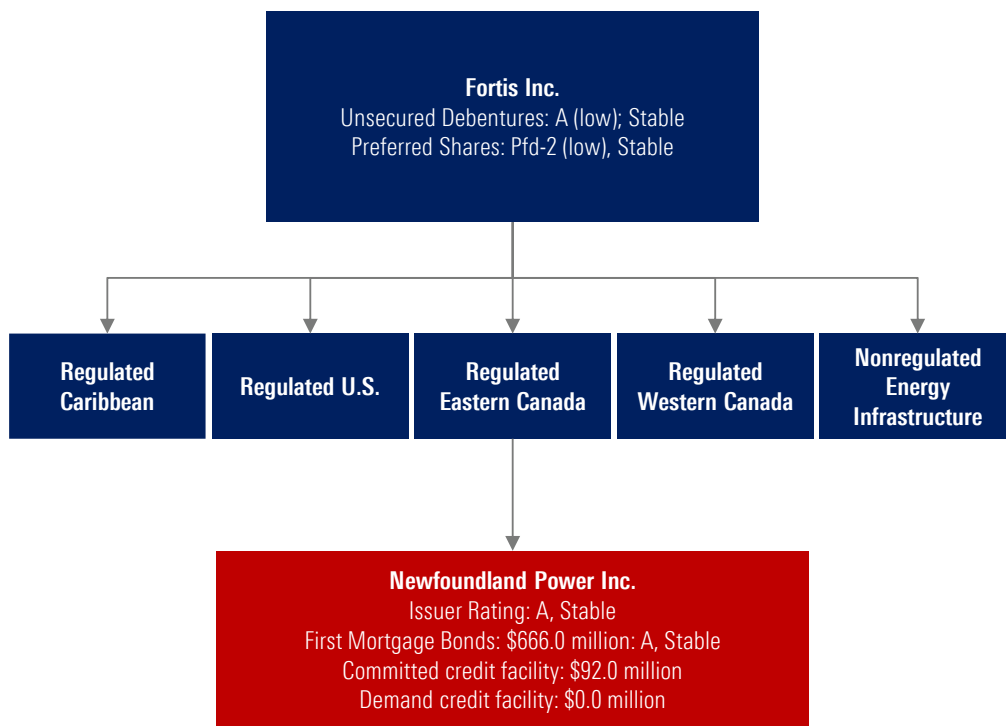 Fortis Inc.
Unsecured Debentures: A (low); Stable
Preferred Shares: Pfd-2 (low), Stable
Regulated
Caribbean
Regulated U.S.
Regulated
Eastern Canada
Regulated
Western Canada
Nonregulated
Energy
Infrastructure
Newfoundland Power Inc.
Issuer Rating: A, Stable
First Mortgage Bonds: $666.0 million: A, Stable
Committed credit facility: $92.0 million
Demand credit facility: $0.0 million